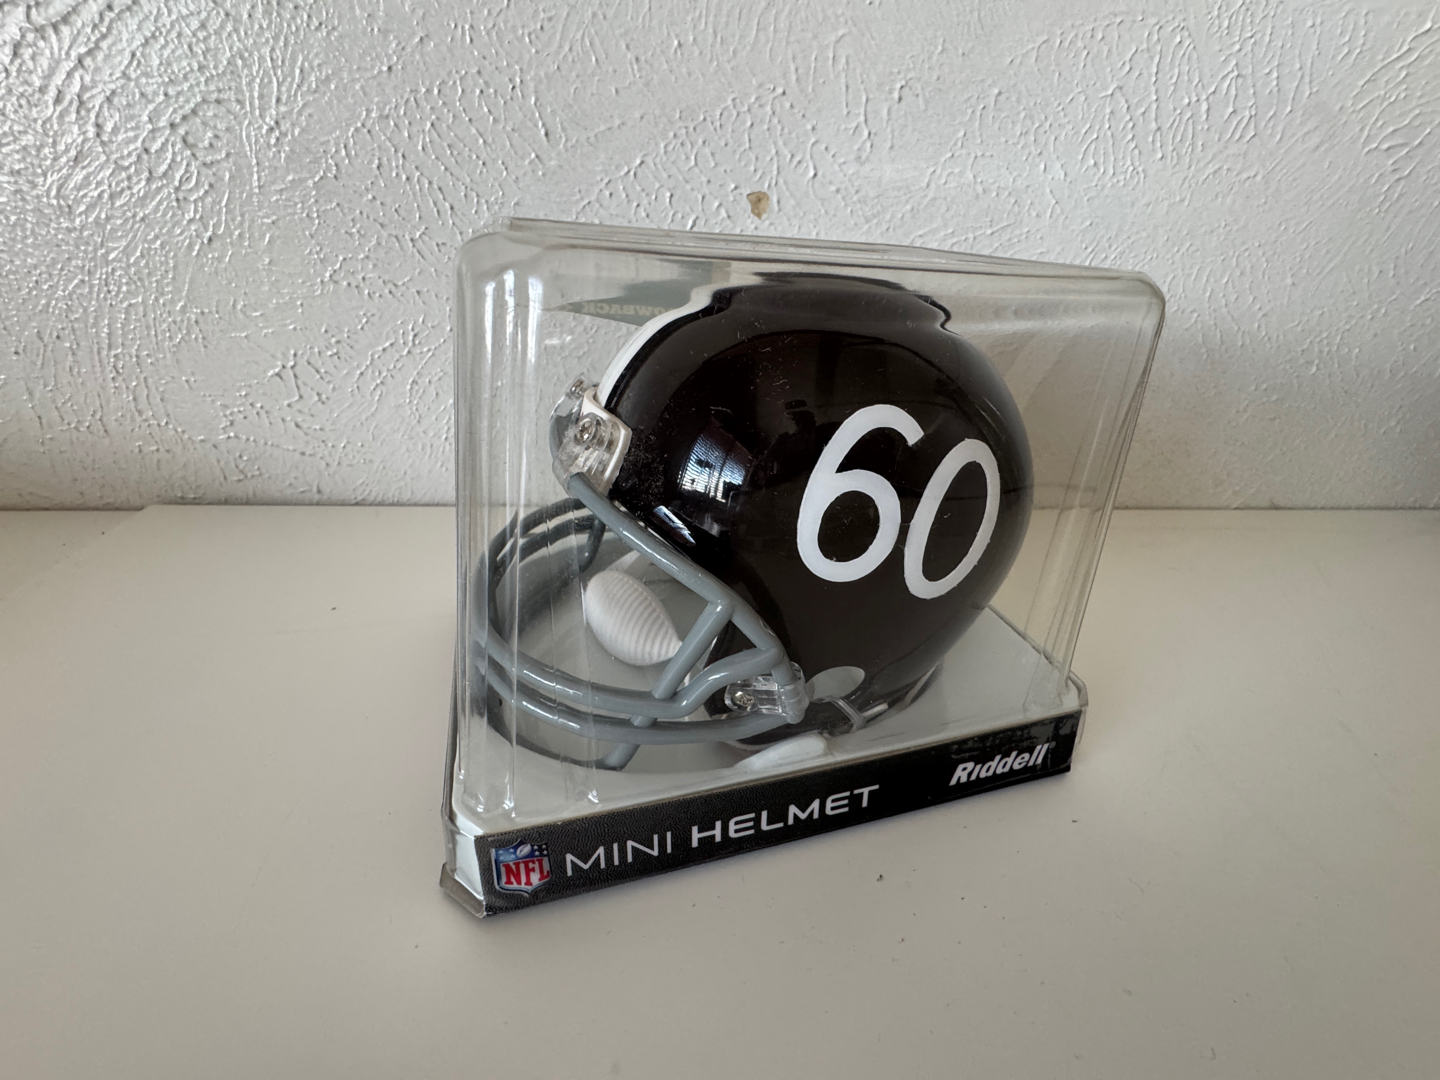 60
NFL
MINI HELMET
Riddell